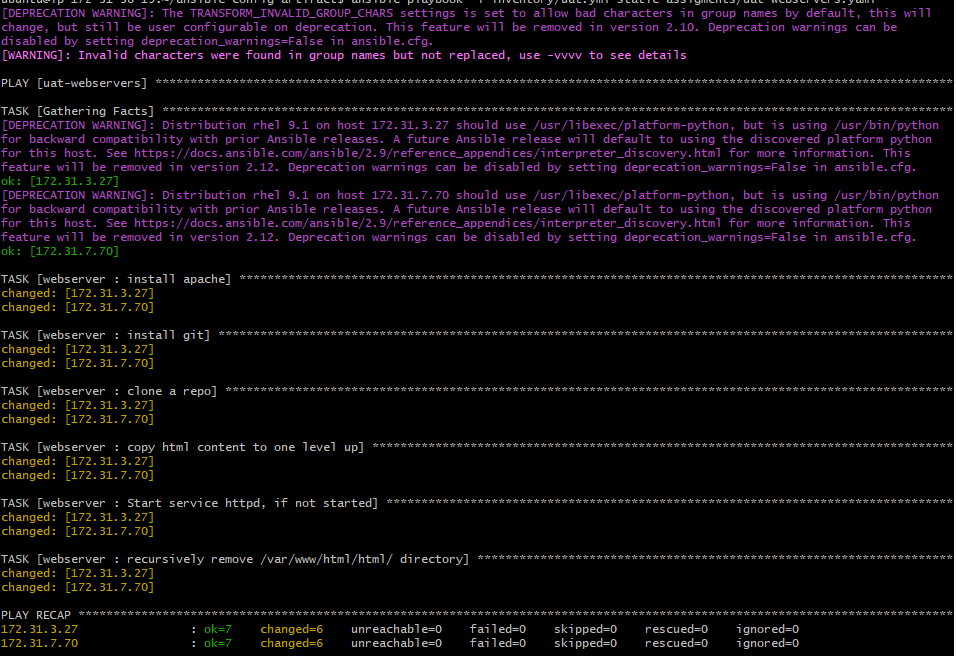 [DEPRECATION WARNING]: The TRANSFORM_INVALID_GROUP_CHARS settings is set to allow bad characters in group names by default, this will
change, but still be user configurable on deprecation. This feature will be removed in version 2.10. Deprecation warnings can be
disabled by setting deprecation_warnings=False in ansible.cfg.
[WARNING]: Invalid characters were found in group names but not replaced, use -vvvv to see details
PLAY [uat-webservers] ******************************************************************************************************************
TASK [Gathering Facts] *****************************************************************************************************************
[DEPRECATION WARNING]: Distribution rhel 9.1 on host 172.31.3.27 should use /usr/libexec/platform-python, but is using /usr/bin/python
for backward compatibility with prior Ansible releases. A future Ansible release will default to using the discovered platform python
for this host. See https://docs.ansible.com/ansible/2.9/reference_appendices/interpreter_discovery.html for more information. This
feature will be removed in version 2.12. Deprecation warnings can be disabled by setting deprecation_warnings=False in ansible.cfg.
ok: [172.31.3.27]
[DEPRECATION WARNING]: Distribution rhel 9.1 on host 172.31.7.70 should use /usr/libexec/platform-python, but is using /usr/bin/python
for backward compatibility with prior Ansible releases. A future Ansible release will default to using the discovered platform python
for this host. See https://docs.ansible.com/ansible/2.9/reference_appendices/interpreter_discovery.html for more information. This
feature will be removed in version 2.12. Deprecation warnings can be disabled by setting deprecation_warnings=False in ansible.cfg.
ok: [172.31.7.70]
TASK [webserver : install apache] ******************************************************************************************************
changed: [172.31.3.27]
changed: [172.31.7.70]
TASK [webserver : install git] *********************************************************************************************************
changed: [172.31.3.27]
changed: [172.31.7.70]
TASK [webserver : clone a repo] ********************************************************************************************************
changed: [172.31.3.27]
changed: [172.31.7.70]
TASK [webserver : copy html content to one level up] ***********************************************************************************
changed: [172.31.3.27]
changed: [172.31.7.70]
TASK [webserver : Start service httpd, if not started] *********************************************************************************
changed: [172.31.3.27]
changed: [172.31.7.70]
TASK [webserver : recursively remove /var/www/html/html/ directory] ********************************************************************
changed: [172.31.3.27]
changed: [172.31.7.70]
PLAY RECAP *****************************************************************************************************************************
172.31.3.27 : ok=7 changed=6 unreachable=0 failed=0 skipped=0 rescued=0 ignored=0
172.31.7.70 : ok=7 changed=6 unreachable=0 failed=0 skipped=0 rescued=0 ignored=0